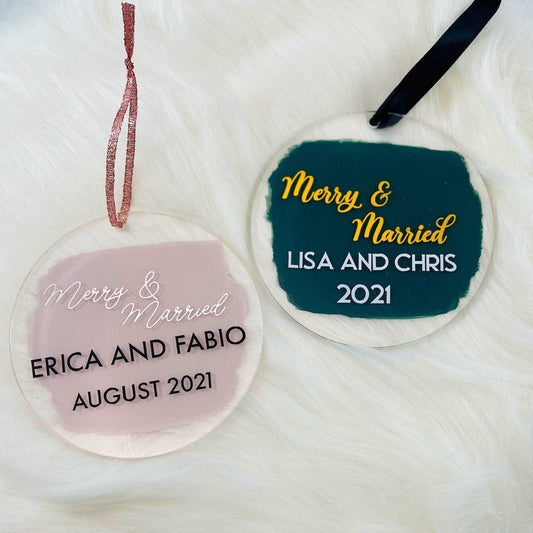 Merry &
Married
ERICA AND FABIO
AUGUST 2021
Merry &
Married
LISA AND CHRIS
2021